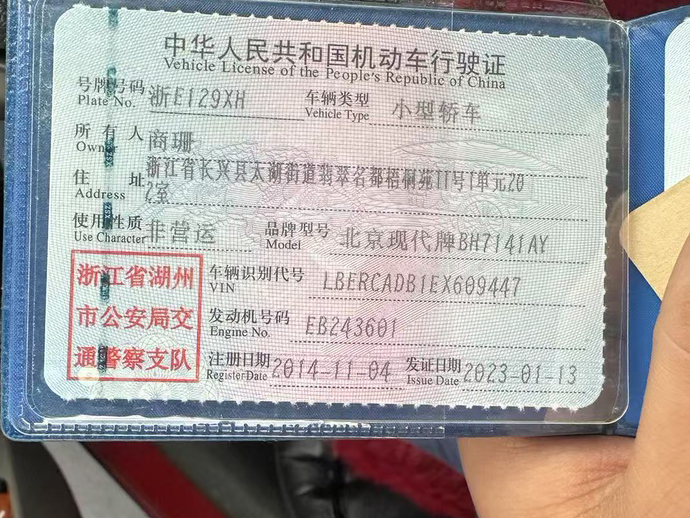 中华人民共和国机动车行驶证
Vehicle License of the People's Republic of China
号牌号码 浙E129XH 车辆类型 小型轿车
Plate No. Vehicle Type
所有人 商珊
Owner
住址 浙江省长兴县太湖街道翡翠名都梧桐苑11号1单元20
Address 2室
使用性质 非营运 品牌型号 北京现代牌BH7141AY
Use Character Model
浙江省湖州
市公安局交
通警察支队
车辆识别代号 LBERCADB1EX609447
VIN
发动机号码 EB243601
Engine No.
注册日期 2014-11-04 发证日期 2023-01-13
Register Date Issue Date